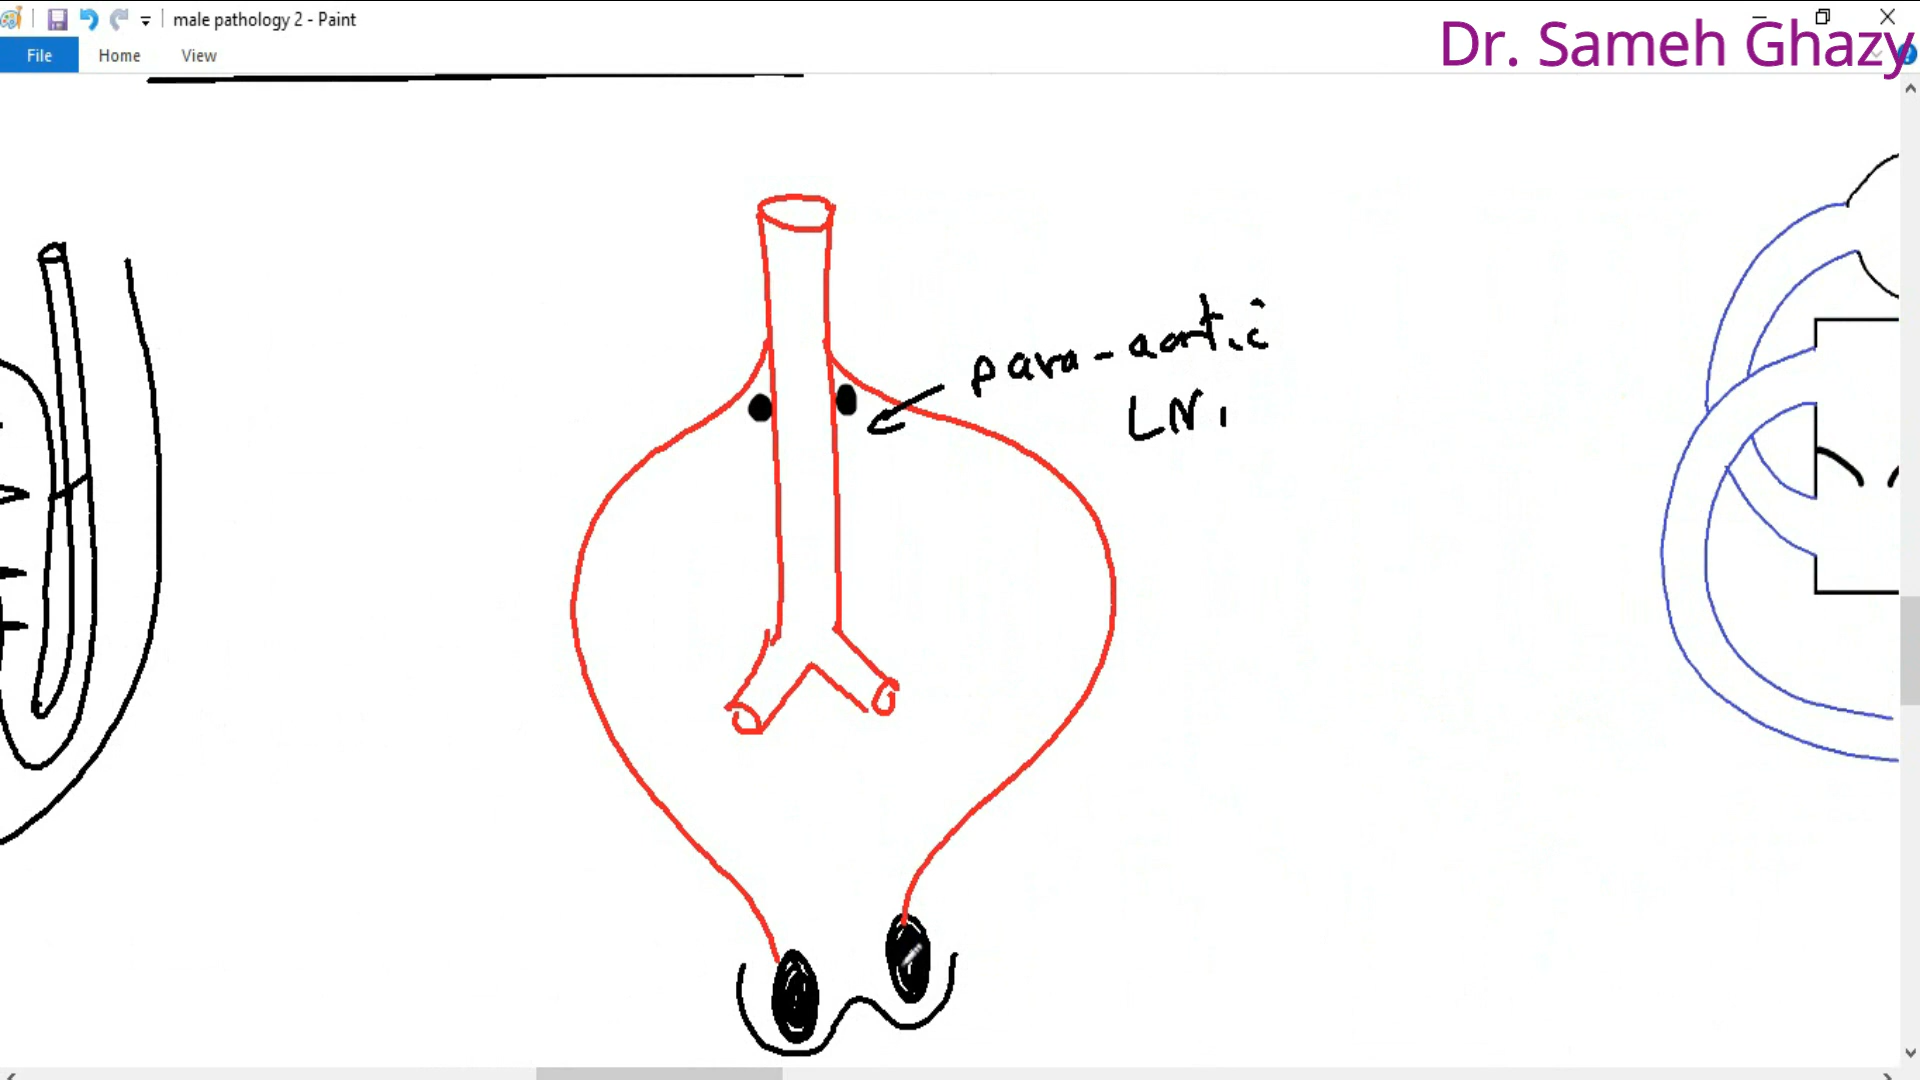 male pathology 2 - Paint
Dr. Sameh Ghazy
File Home View
para-aortic
LN,